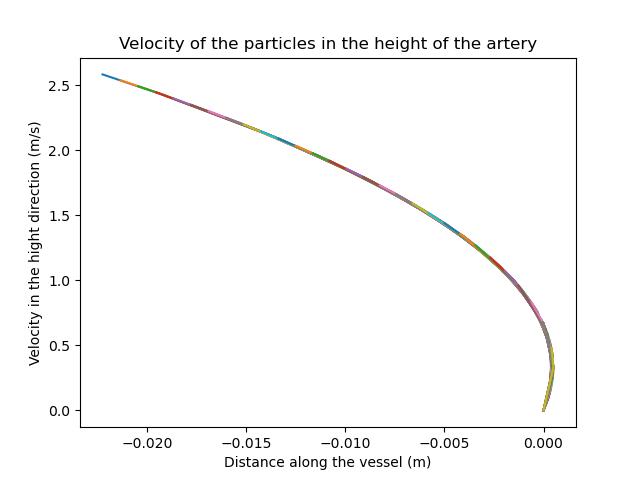 Velocity of the particles in the height of the artery
Velocity in the hight direction (m/s)
2.5
2.0
1.5
1.0
0.5
0.0
−0.020 −0.015 −0.010 −0.005 0.000
Distance along the vessel (m)